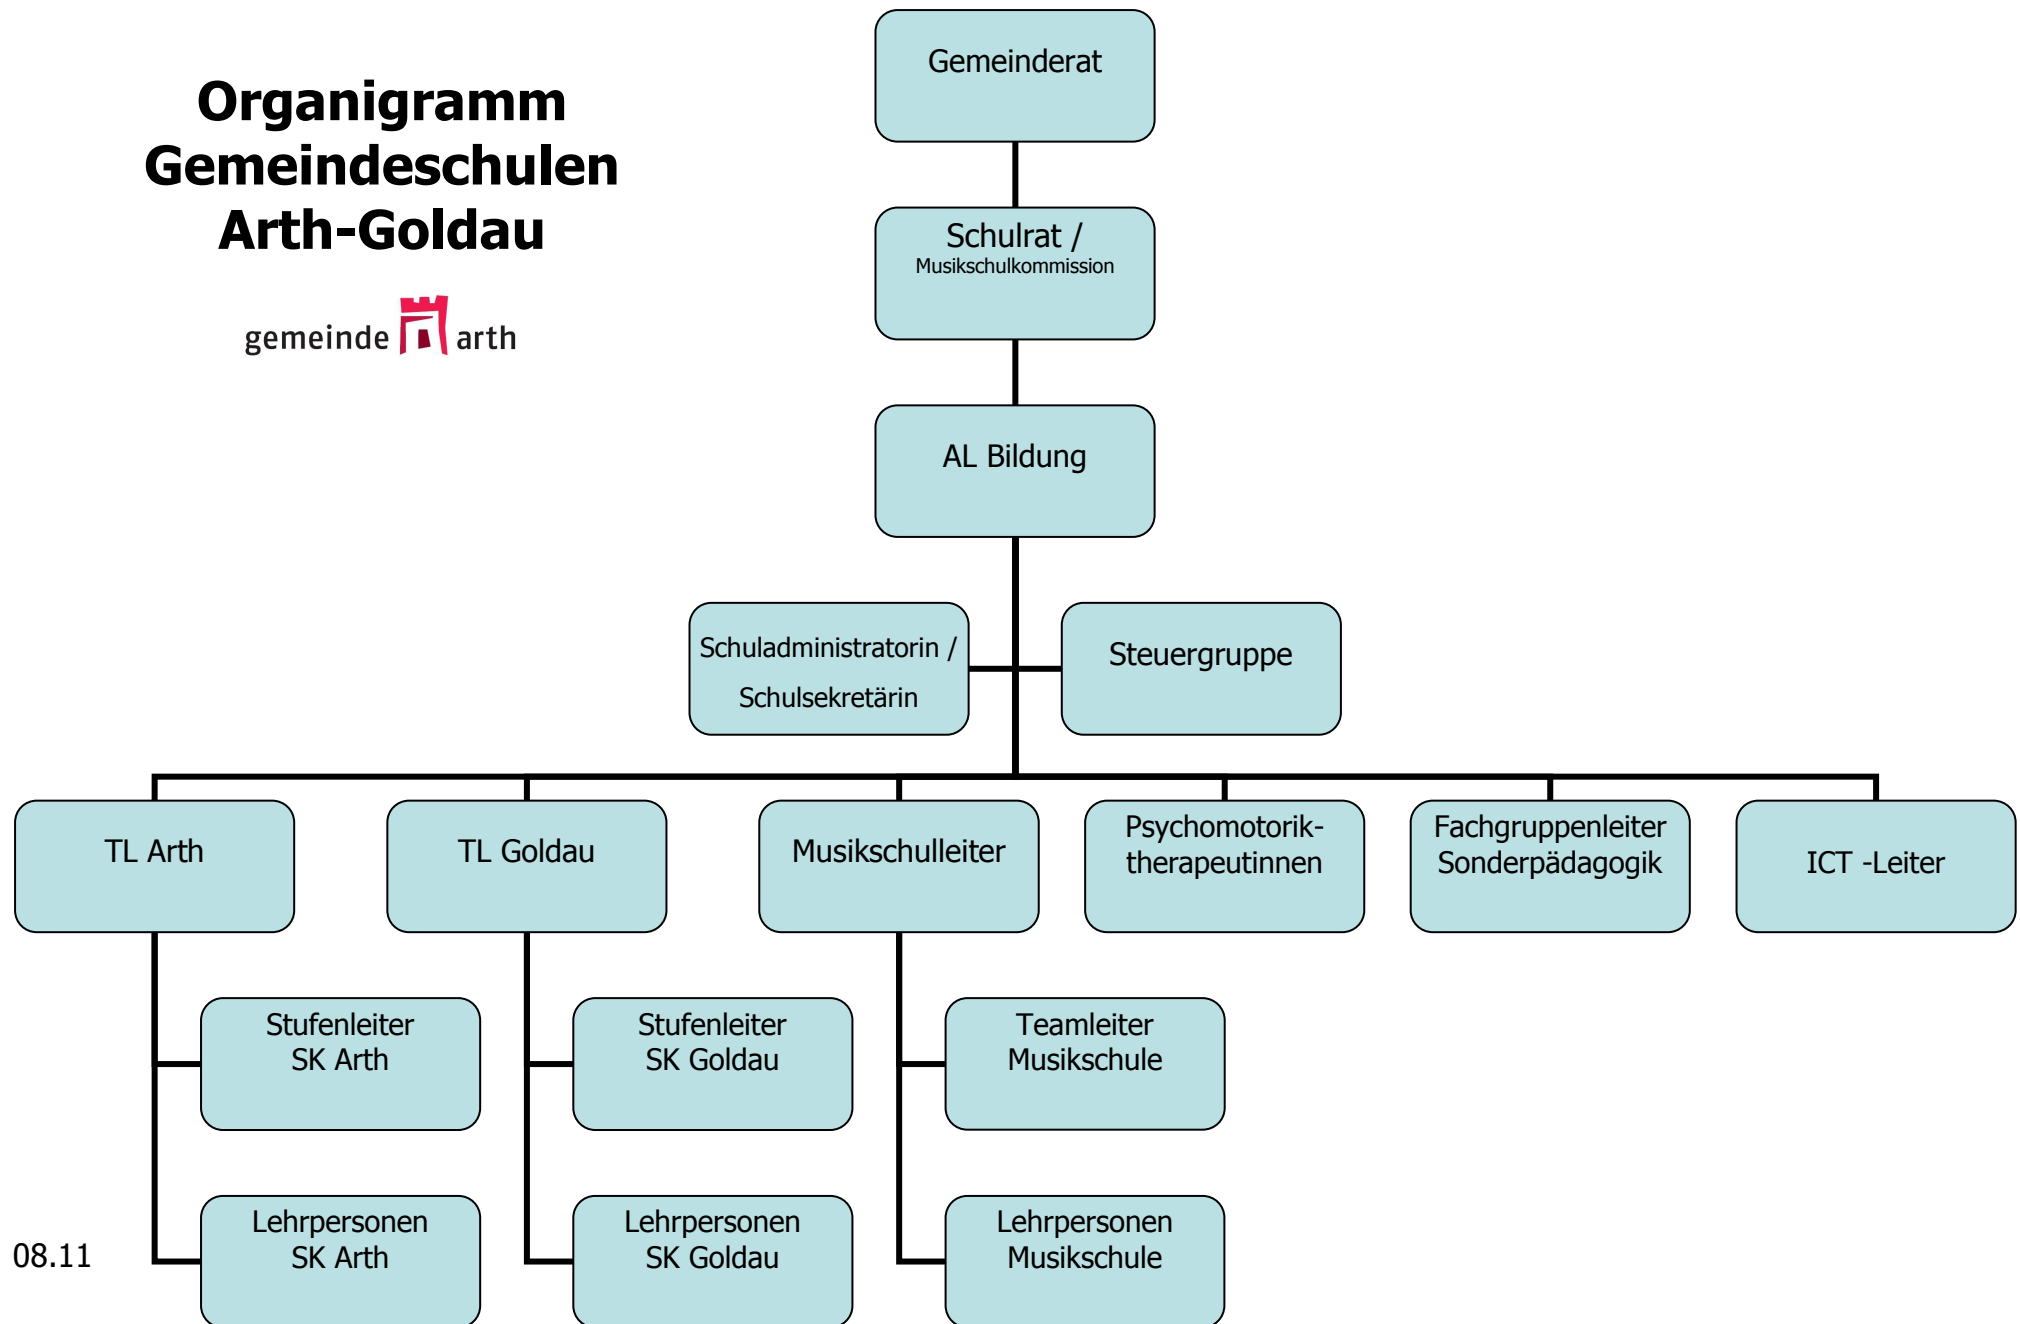 Organigramm
Gemeindeschulen
Arth-Goldau
gemeinde arth
Gemeinderat
Schulrat /
Musikschulkommission
AL Bildung
Schuladministratorin /
Schulsekretärin
Steuergruppe
TL Arth
TL Goldau
Musikschulleiter
Psychomotorik-
therapeutinnen
Fachgruppenleiter
Sonderpädagogik
ICT -Leiter
Stufenleiter
SK Arth
Stufenleiter
SK Goldau
Teamleiter
Musikschule
Lehrpersonen
SK Arth
Lehrpersonen
SK Goldau
Lehrpersonen
Musikschule
08.11